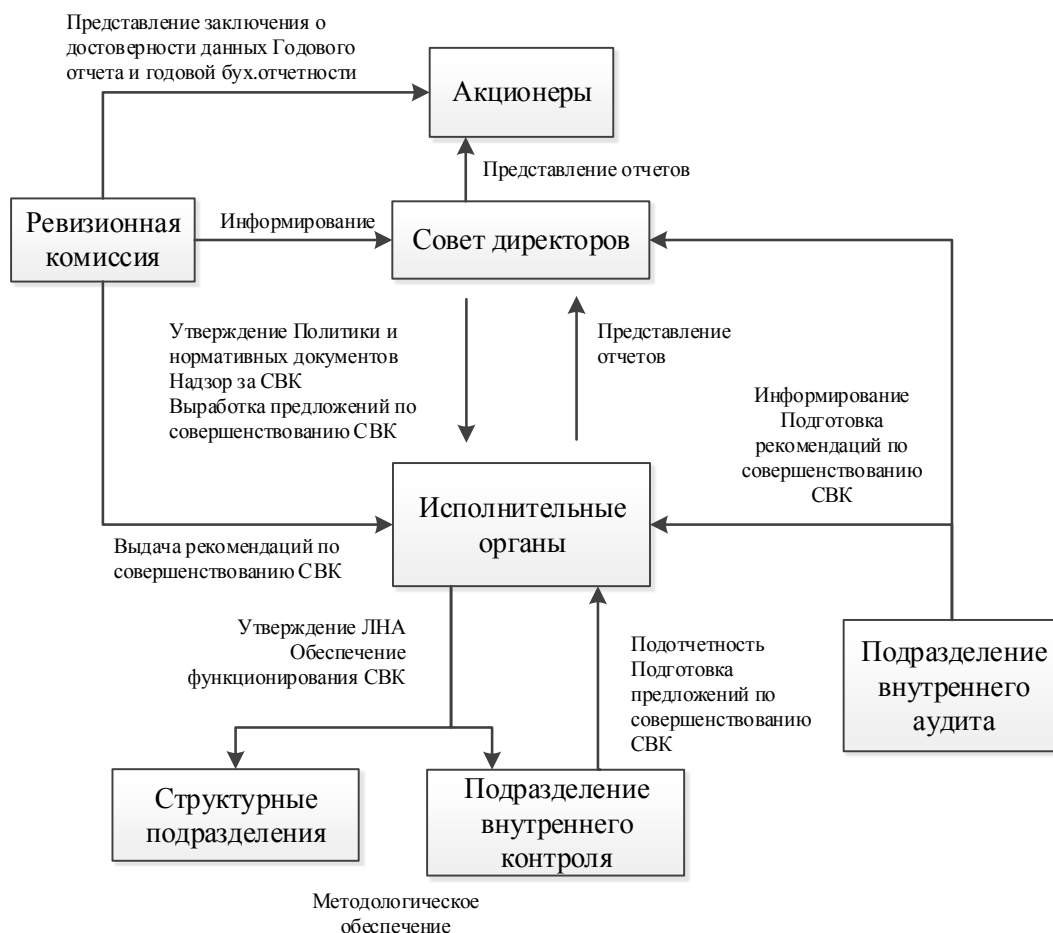 Представление заключения о
достоверности данных Годового
отчета и годовой бух.отчетности
Акционеры
Представление отчетов
Ревизионная
комиссия
Информирование
Совет директоров
Утверждение Политики и
нормативных документов
Надзор за СВК
Выработка предложений по
совершенствованию СВК
Представление
отчетов
Информирование
Подготовка
рекомендаций по
совершенствованию
СВК
Исполнительные
органы
Выдача рекомендаций по
совершенствованию СВК
Утверждение ЛНА
Обеспечение
функционирования СВК
Подотчетность
Подготовка
предложений по
совершенствованию
СВК
Подразделение
внутреннего
аудита
Структурные
подразделения
Подразделение
внутреннего
контроля
Методологическое
обеспечение